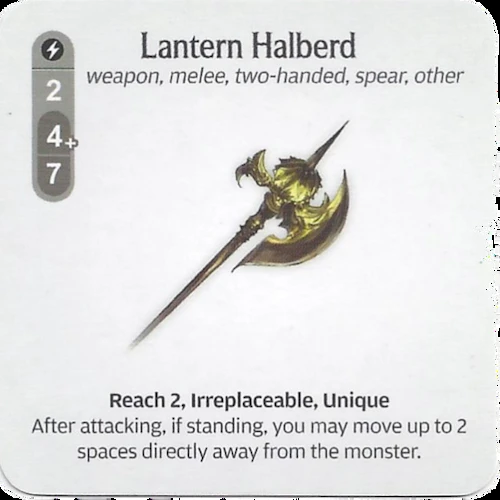 Lantern Halberd
weapon, melee, two-handed, spear, other
2
4+
7
Reach 2, Irreplaceable, Unique
After attacking, if standing, you may move up to 2
spaces directly away from the monster.